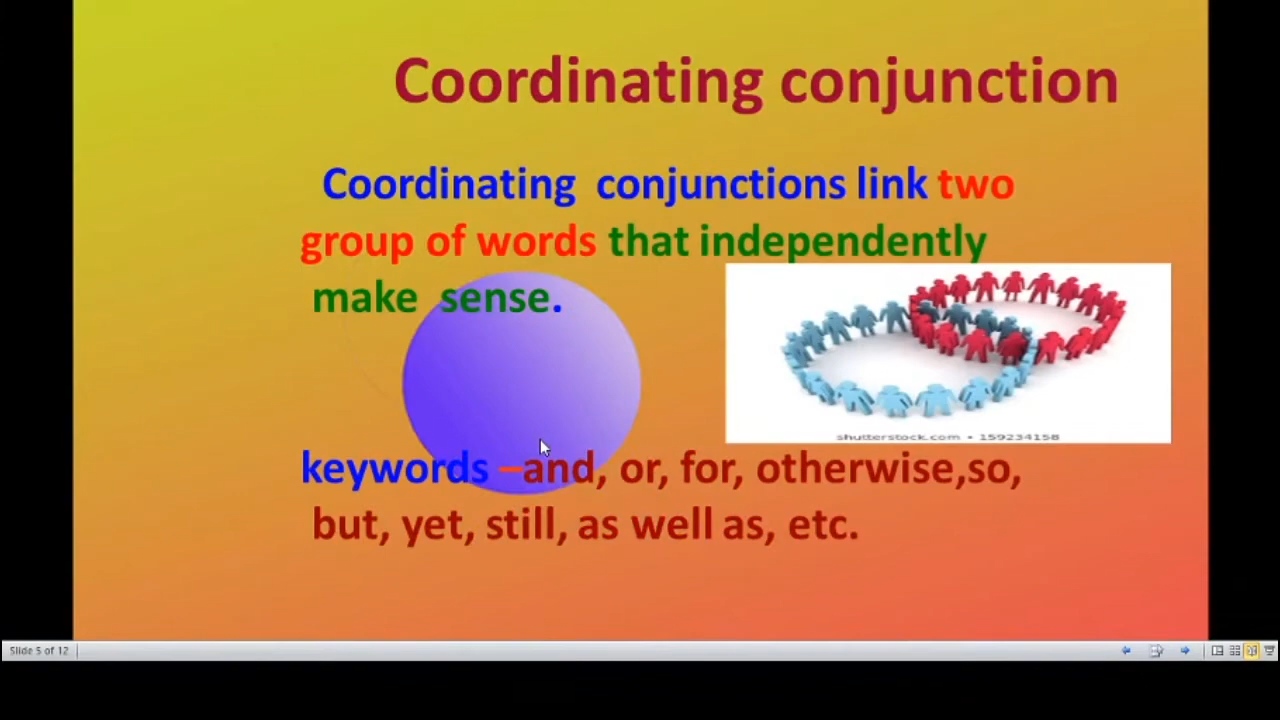 Coordinating conjunction
Coordinating conjunctions link two
group of words that independently
make sense.
shutterstock.com • 159234158
keywords –and, or, for, otherwise,so,
but, yet, still, as well as, etc.
Slide 5 of 12